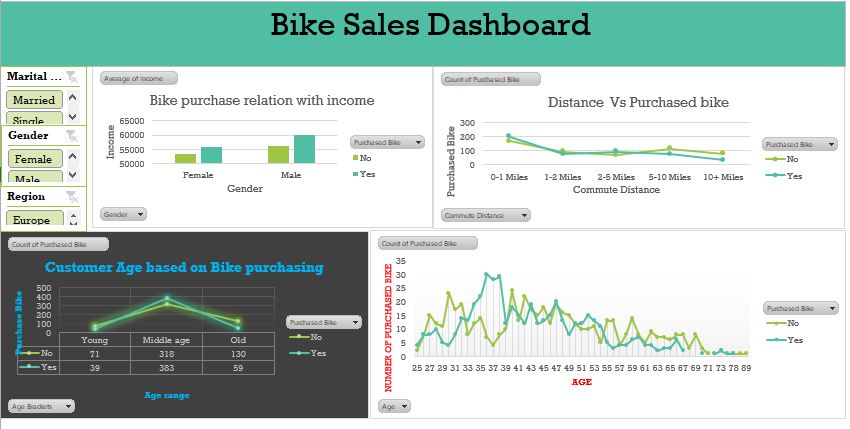 Bike Sales Dashboard
Marital ...
Married
Single
Gender
Female
Male
Region
Europe
Average of Income
Bike purchase relation with income
Income
65000
60000
55000
50000
Female
Male
Gender
Purchased Bike
No
Yes
Gender
Count of Purchased Bike
Distance Vs Purchased bike
Purchased Bike
300
200
100
0
0-1 Miles 1-2 Miles 2-5 Miles 5-10 Miles 10+ Miles
Commute Distance
Purchased Bike
No
Yes
Commute Distance
Count of Purchased Bike
Customer Age based on Bike purchasing
Purchase Bike
500
400
300
200
100
0
Young Middle age Old
No 71 318 130
Yes 39 383 59
Age range
Purchased Bike
No
Yes
Age Brackets
Count of Purchased Bike
NUMBER OF PURCHASED BIKE
35
30
25
20
15
10
5
0
25 27 29 31 33 35 37 39 41 43 45 47 49 51 53 55 57 59 61 63 65 67 69 71 73 78 89
AGE
Purchased Bike
No
Yes
Age